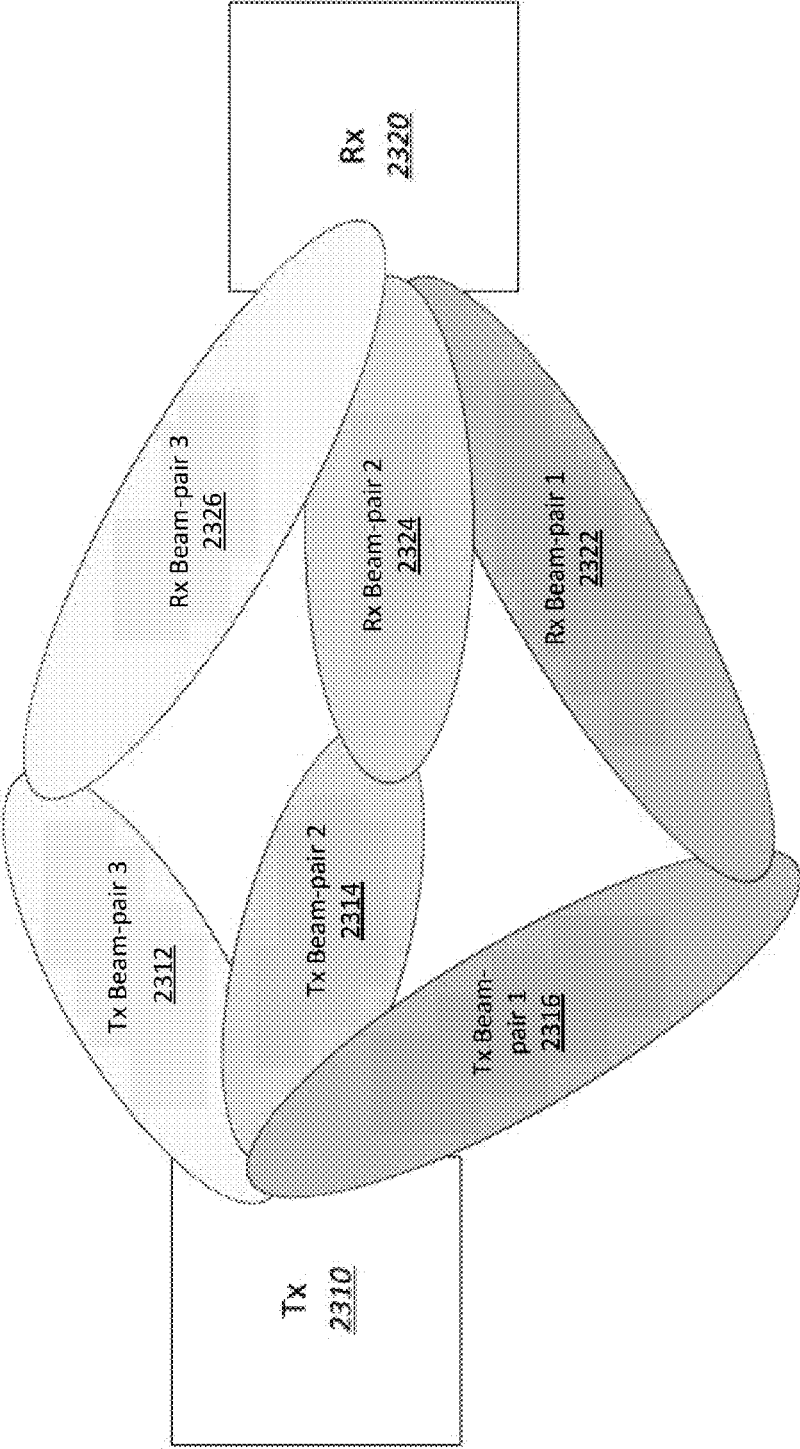 Tx
2310
Tx Beam-pair 3
2312
Tx Beam-pair 2
2314
Tx Beam-
pair 1
2316
Rx Beam-pair 3
2326
Rx Beam-pair 2
2324
Rx Beam-pair 1
2322
Rx
2320